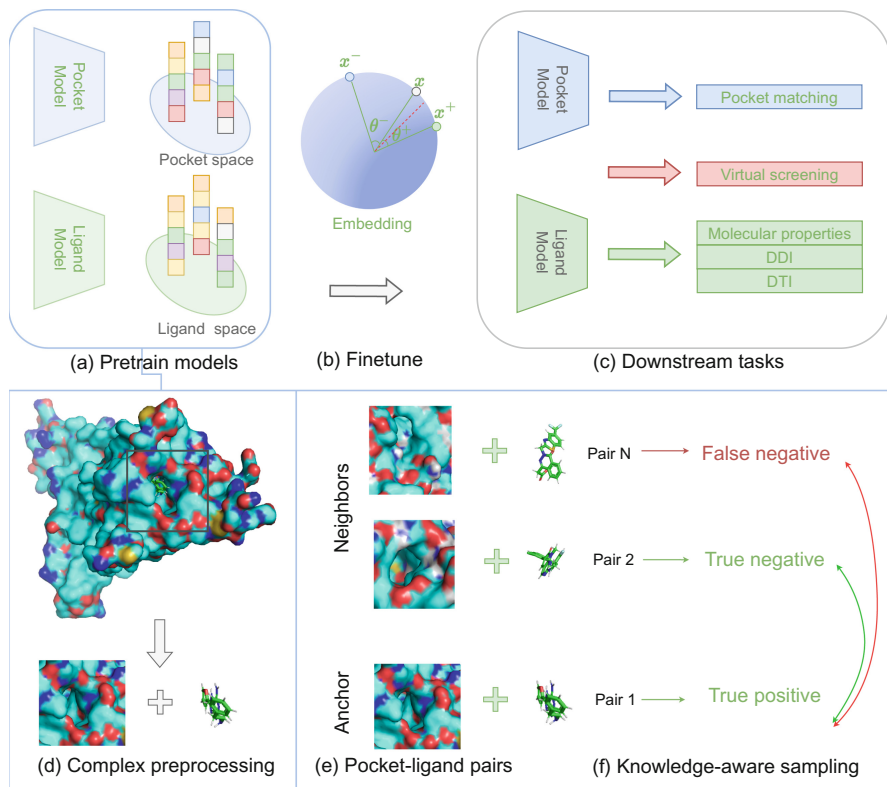 Pocket
Model
Pocket space
Ligand
Model
Ligand space
(a) Pretrain models
x⁻
x
x⁺
θ⁻
θ⁺
Embedding
(b) Finetune
Pocket
Model
Ligand
Model
Pocket matching
Virtual screening
Molecular properties
DDI
DTI
(c) Downstream tasks
(d) Complex preprocessing
Neighbors
Pair N
False negative
Pair 2
True negative
Anchor
Pair 1
True positive
(e) Pocket-ligand pairs
(f) Knowledge-aware sampling